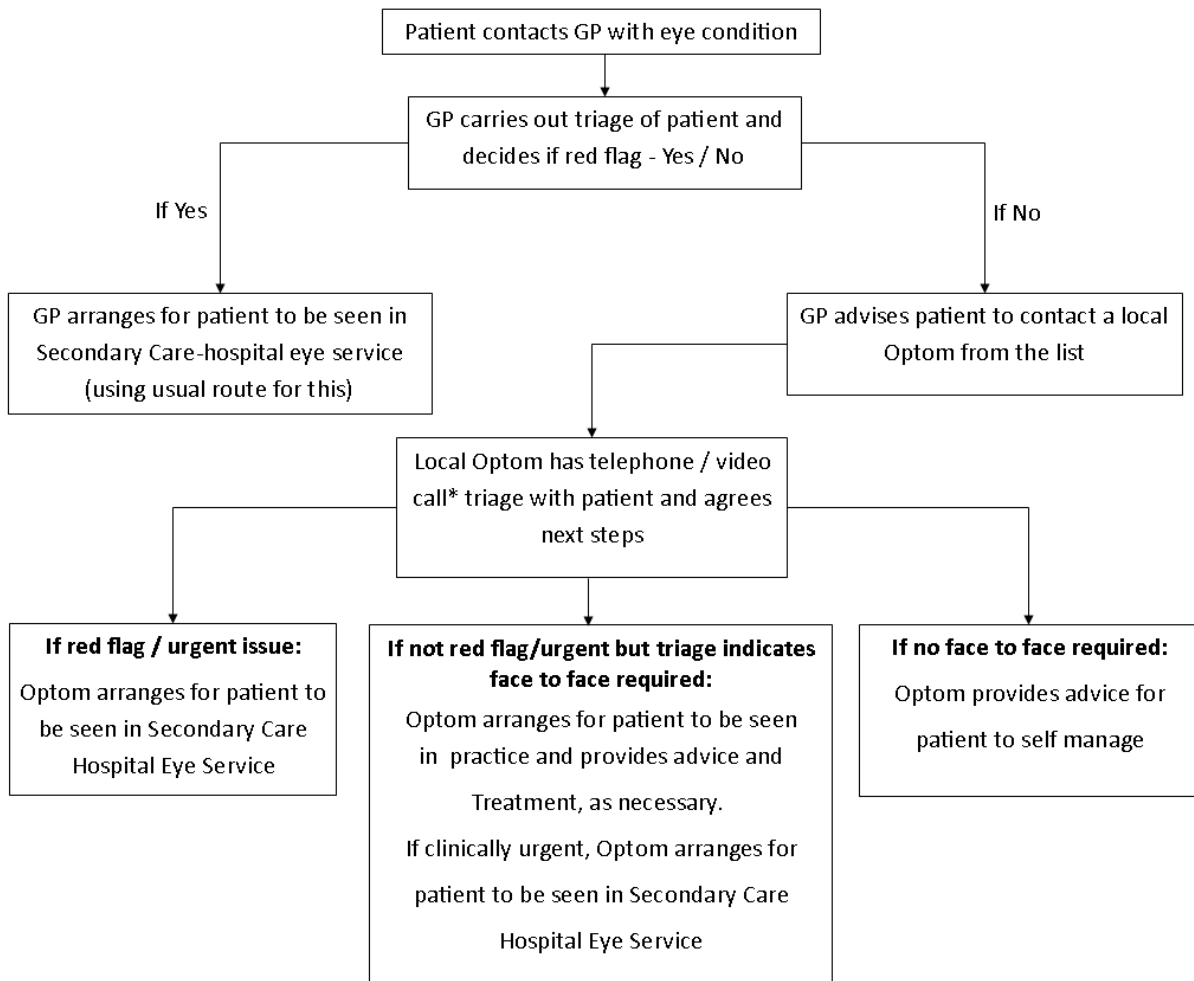 Patient contacts GP with eye condition
GP carries out triage of patient and
decides if red flag - Yes / No
If Yes
If No
GP arranges for patient to be seen in
Secondary Care-hospital eye service
(using usual route for this)
GP advises patient to contact a local
Optom from the list
Local Optom has telephone / video
call* triage with patient and agrees
next steps
If red flag / urgent issue:
Optom arranges for patient to
be seen in Secondary Care
Hospital Eye Service
If not red flag/urgent but triage indicates
face to face required:
Optom arranges for patient to be seen
in practice and provides advice and
Treatment, as necessary.
If clinically urgent, Optom arranges for
patient to be seen in Secondary Care
Hospital Eye Service
If no face to face required:
Optom provides advice for
patient to self manage